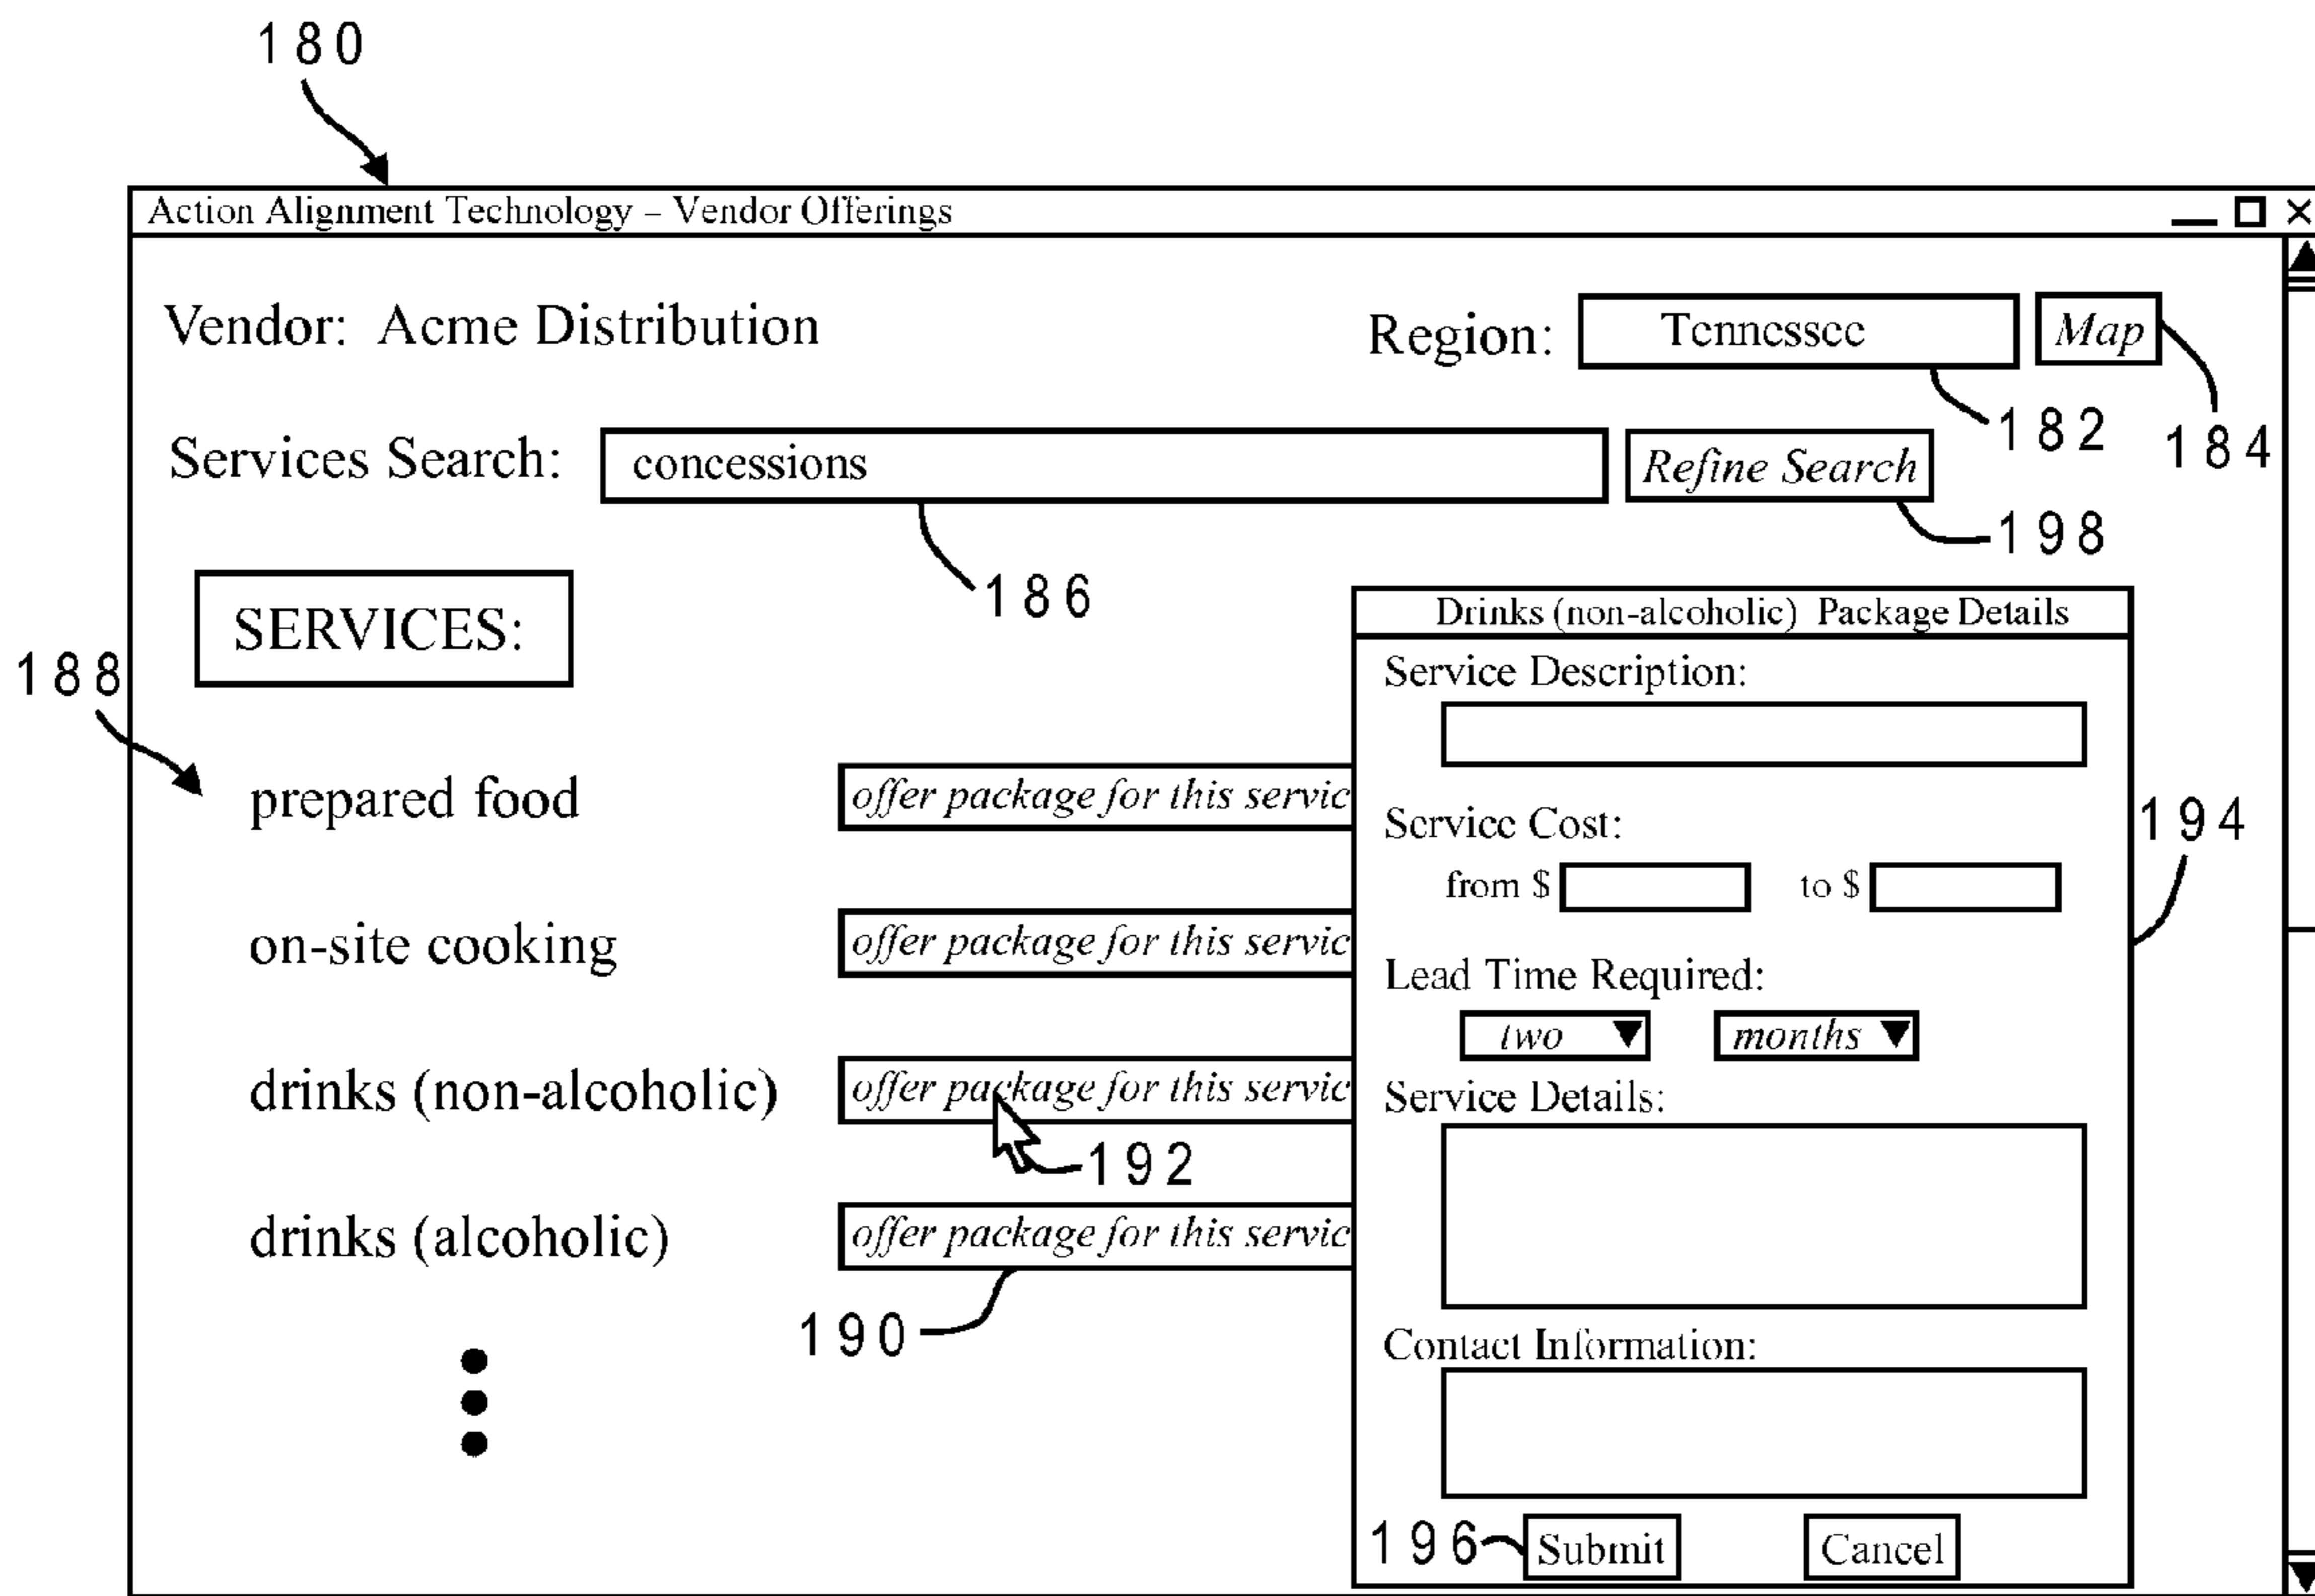 180
Action Alignment Technology – Vendor Offerings
Vendor: Acme Distribution
Region: Tennessee Map
182
184
Services Search: concessions Refine Search
198
186
SERVICES:
188
prepared food offer package for this servic
on-site cooking offer package for this servic
drinks (non-alcoholic) offer package for this servic
192
drinks (alcoholic) offer package for this servic
190
Drinks (non-alcoholic) Package Details
Service Description:
194
Service Cost:
from $ to $
Lead Time Required:
two months
Service Details:
Contact Information:
196 Submit Cancel